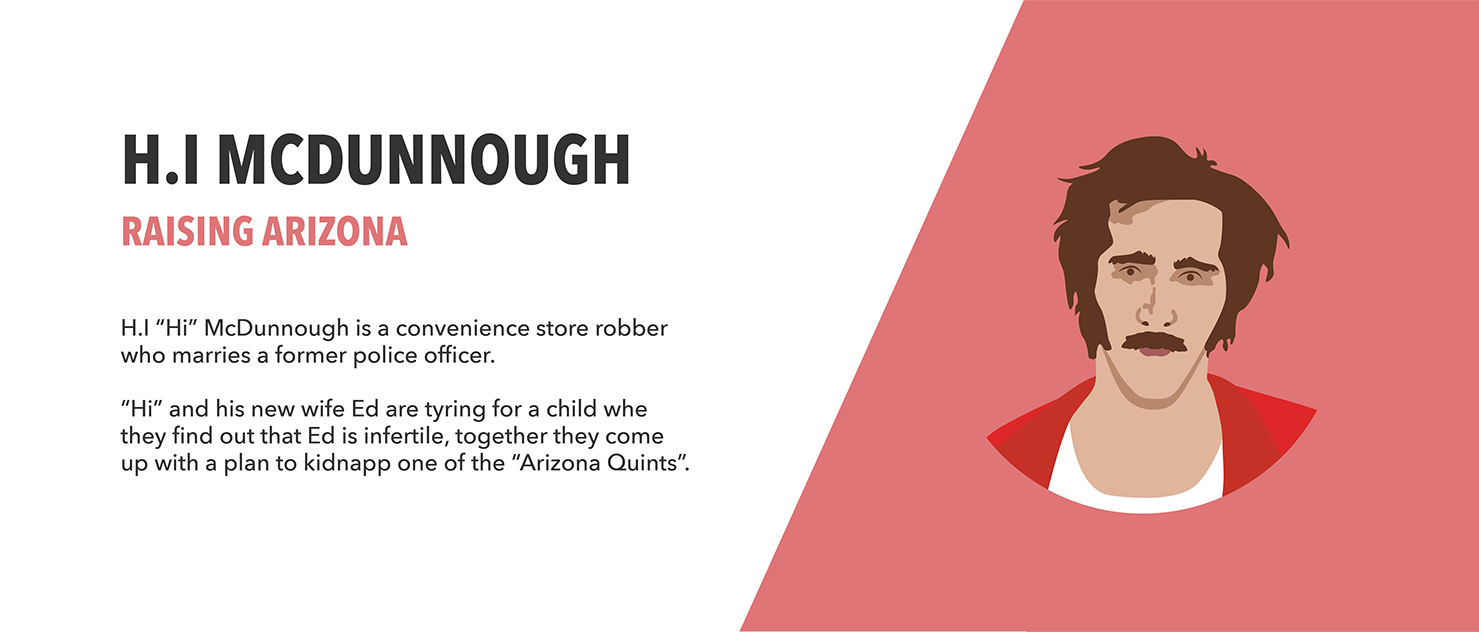 H.I MCDUNNOUGH
RAISING ARIZONA
H.I “Hi” McDunnough is a convenience store robber
who marries a former police officer.
“Hi” and his new wife Ed are tyring for a child whe
they find out that Ed is infertile, together they come
up with a plan to kidnapp one of the “Arizona Quints”.